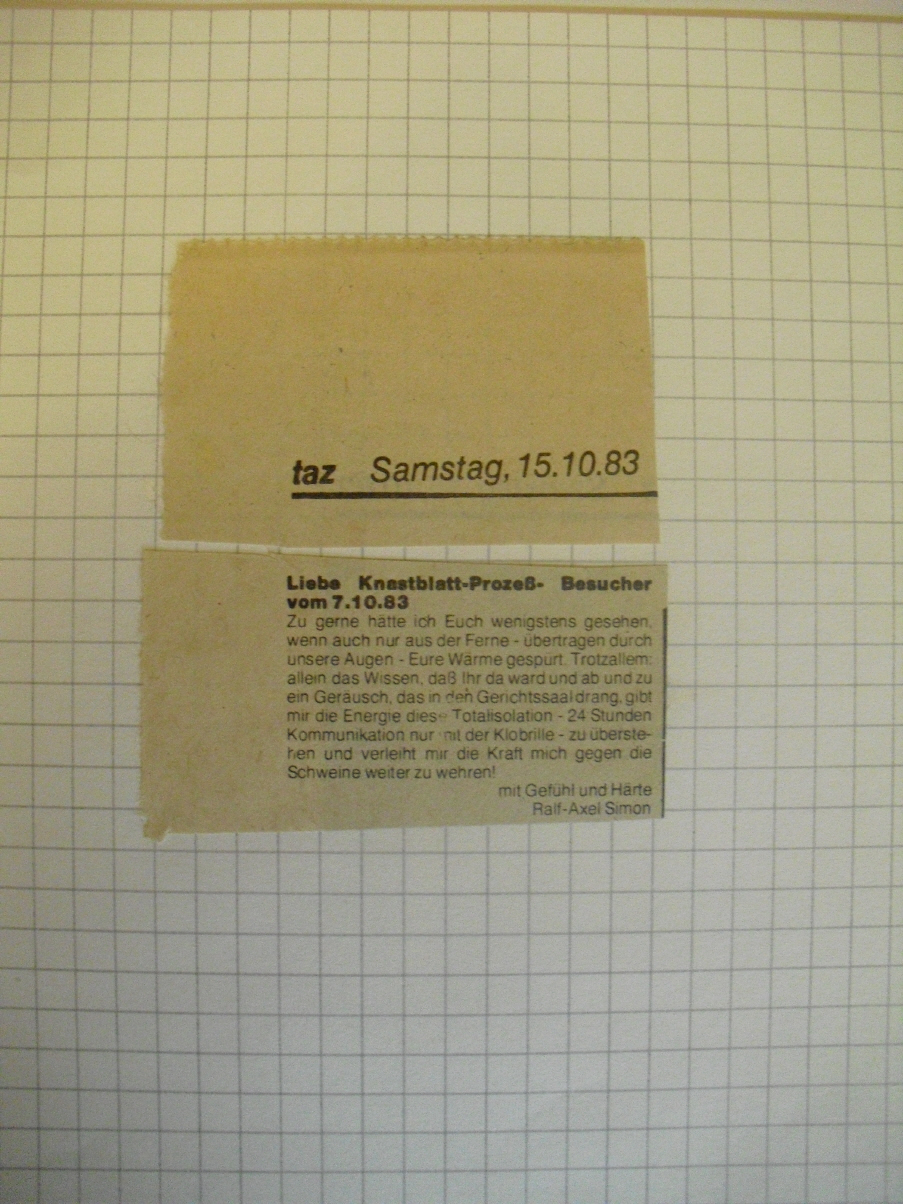 taz Samstag, 15.10.83
Liebe Knastblatt-Prozeß- Besucher
vom 7.10.83
Zu gerne hätte ich Euch wenigstens gesehen,
wenn auch nur aus der Ferne - übertragen durch
unsere Augen - Eure Wärme gespürt. Trotzallem:
allein das Wissen, daß Ihr da ward und ab und zu
ein Geräusch, das in den Gerichtssaal drang, gibt
mir die Energie diese Totalisolation - 24 Stunden
Kommunikation nur mit der Klobrille - zu überste-
hen und verleiht mir die Kraft mich gegen die
Schweine weiter zu wehren!
mit Gefühl und Härte
Ralf-Axel Simon